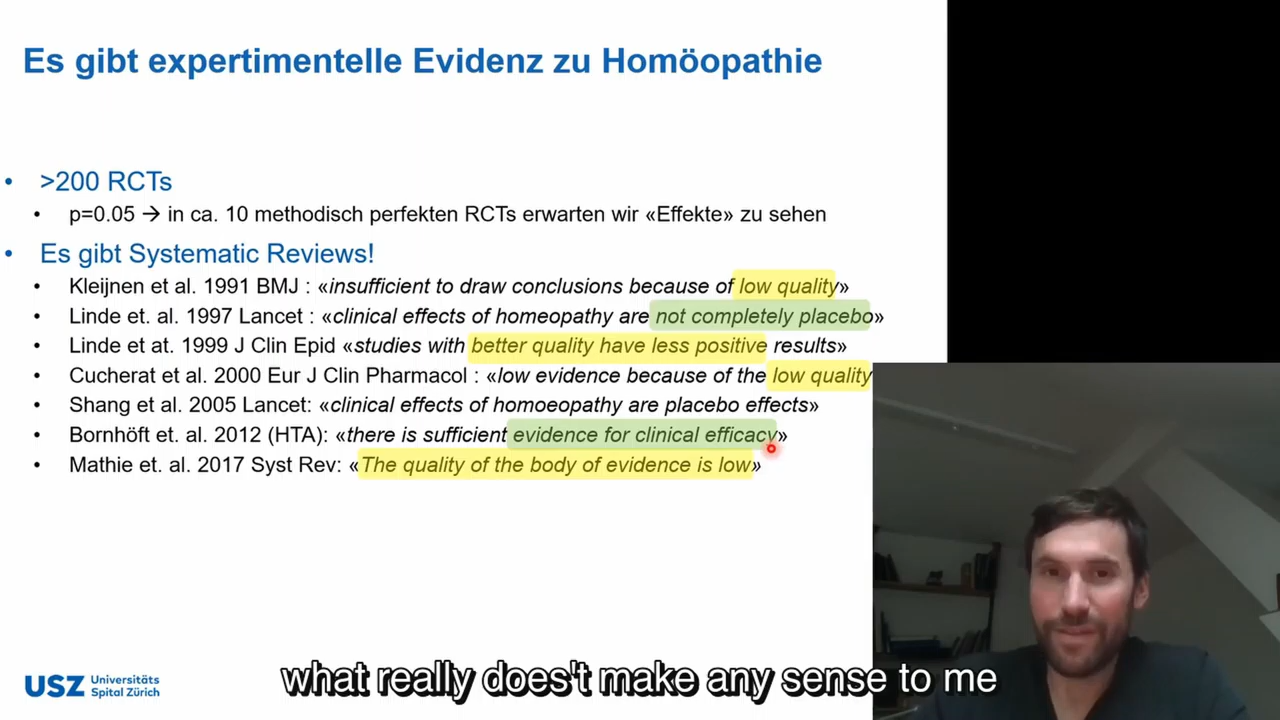 Es gibt expertimentelle Evidenz zu Homöopathie
• >200 RCTs
• p=0.05 → in ca. 10 methodisch perfekten RCTs erwarten wir «Effekte» zu sehen
• Es gibt Systematic Reviews!
• Kleijnen et al. 1991 BMJ : «insufficient to draw conclusions because of low quality»
• Linde et. al. 1997 Lancet : «clinical effects of homeopathy are not completely placebo»
• Linde et at. 1999 J Clin Epid «studies with better quality have less positive results»
• Cucherat et al. 2000 Eur J Clin Pharmacol : «low evidence because of the low quality
• Shang et al. 2005 Lancet: «clinical effects of homoeopathy are placebo effects»
• Bornhöft et. al. 2012 (HTA): «there is sufficient evidence for clinical efficacy»
• Mathie et. al. 2017 Syst Rev: «The quality of the body of evidence is low»
USZ Universitäts
Spital Zürich
what really does't make any sense to me